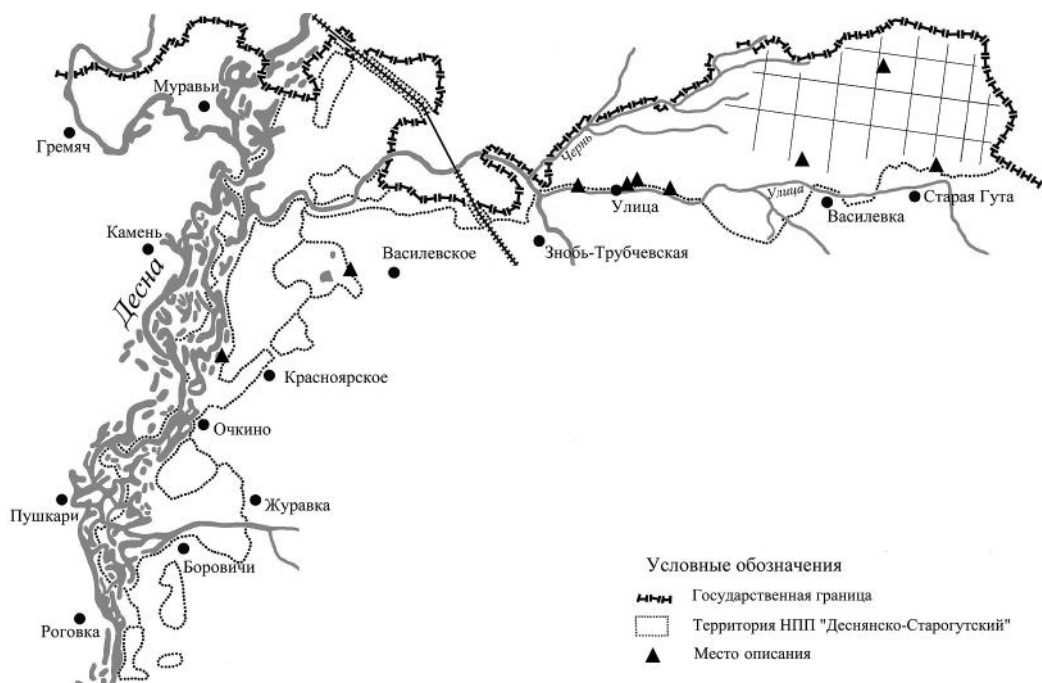 Муравьи
Гремяч
Чернь
Улица
Улица
Старая Гута
Василевка
Камень
Знобь-Трубчевская
Василевское
Десна
Красноярское
Очкино
Пушкари
Журавка
Боровичи
Роговка
Условные обозначения
Государственная граница
Территория НПП "Деснянско-Старогутский"
Место описания